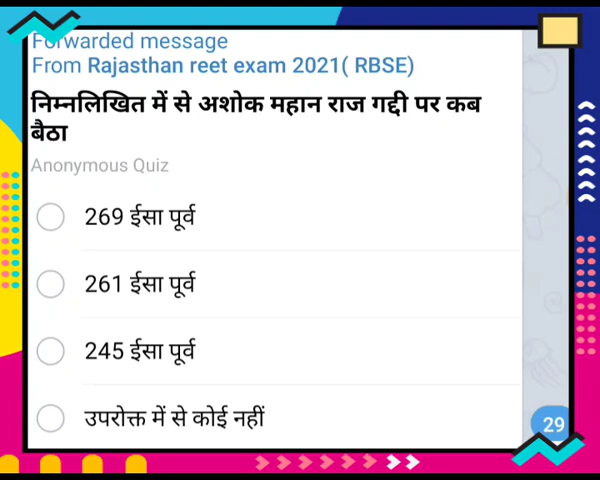 Forwarded message
From Rajasthan reet exam 2021( RBSE)
निम्नलिखित में से अशोक महान राज गद्दी पर कब
बैठा
Anonymous Quiz
269 ईसा पूर्व
261 ईसा पूर्व
245 ईसा पूर्व
उपरोक्त में से कोई नहीं
29